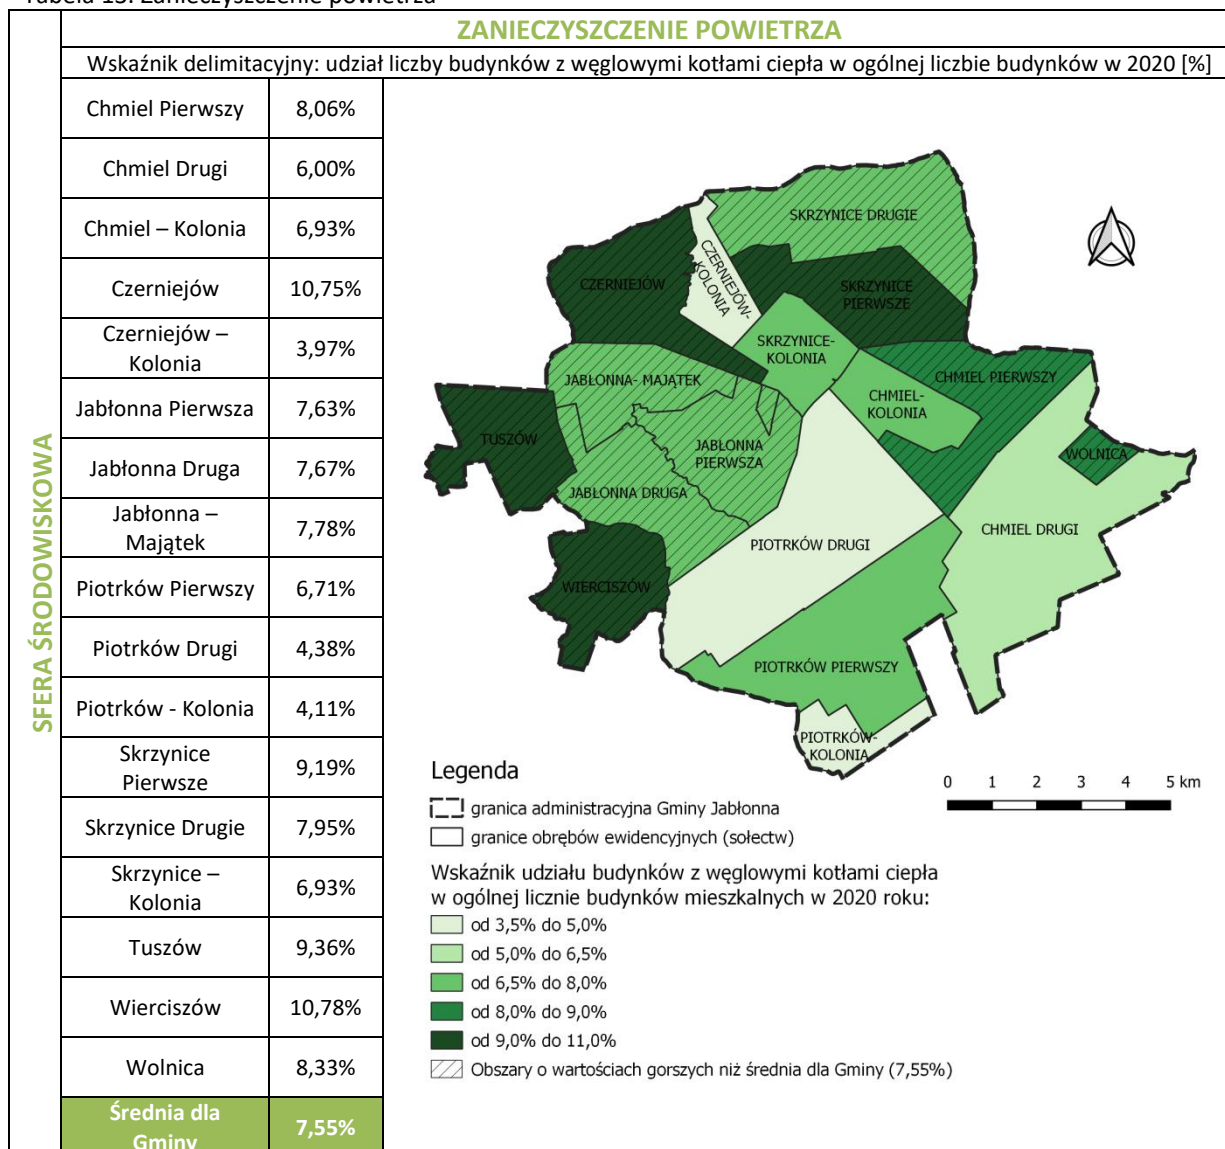 Tabela 13. Zanieczyszczenie powietrza
ZANIECZYSZCZENIE POWIETRZA
Wskaźnik delimitacyjny: udział liczby budynków z węglowymi kotłami ciepła w ogólnej liczbie budynków w 2020 [%]
SFERA ŚRODOWISKOWA
Chmiel Pierwszy 8,06%
Chmiel Drugi 6,00%
Chmiel – Kolonia 6,93%
Czerniejów 10,75%
Czerniejów –
Kolonia 3,97%
Jabłonna Pierwsza 7,63%
Jabłonna Druga 7,67%
Jabłonna –
Majątek 7,78%
Piotrków Pierwszy 6,71%
Piotrków Drugi 4,38%
Piotrków - Kolonia 4,11%
Skrzynice
Pierwsze 9,19%
Skrzynice Drugie 7,95%
Skrzynice –
Kolonia 6,93%
Tuszów 9,36%
Wierciszów 10,78%
Wolnica 8,33%
Średnia dla
Gminy 7,55%
SKRZYNICE DRUGIE
CZERNIEJÓW-
KOLONIA
CZERNIEJÓW
SKRZYNICE
PIERWSZE
SKRZYNICE-
KOLONIA
JABŁONNA- MAJĄTEK
CHMIEL PIERWSZY
CHMIEL-
KOLONIA
TUSZÓW
JABŁONNA
PIERWSZA
WOLNICA
JABŁONNA DRUGA
CHMIEL DRUGI
PIOTRKÓW DRUGI
WIERCISZÓW
PIOTRKÓW PIERWSZY
PIOTRKÓW-
KOLONIA
0 1 2 3 4 5 km
Legenda
granica administracyjna Gminy Jabłonna
granice obrębów ewidencyjnych (sołectw)
Wskaźnik udziału budynków z węglowymi kotłami ciepła
w ogólnej licznie budynków mieszkalnych w 2020 roku:
od 3,5% do 5,0%
od 5,0% do 6,5%
od 6,5% do 8,0%
od 8,0% do 9,0%
od 9,0% do 11,0%
Obszary o wartościach gorszych niż średnia dla Gminy (7,55%)